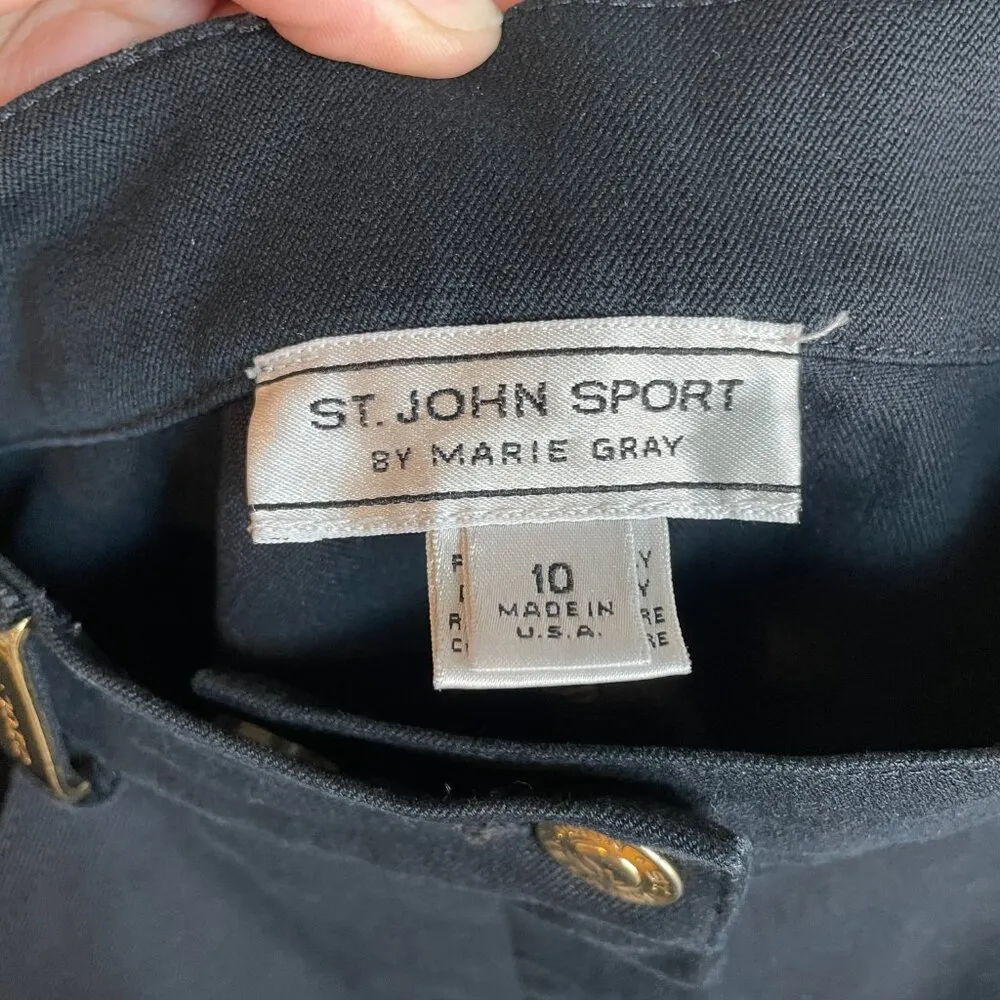 ST. JOHN SPORT
BY MARIE GRAY
10
MADE IN
U.S.A.